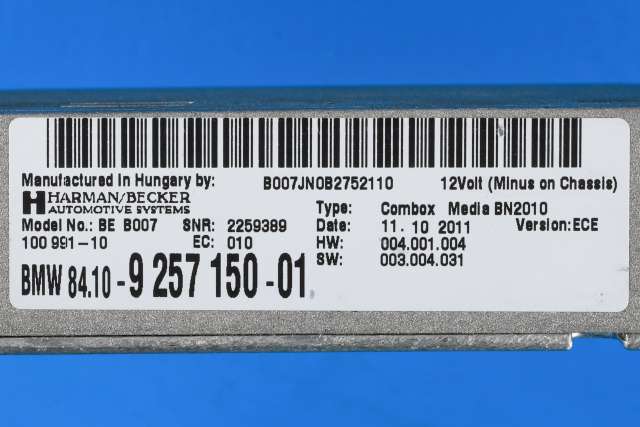 Manufactured in Hungary by: B007JN0B2752110 12Volt (Minus on Chassis)
HARMAN/BECKER
AUTOMOTIVE SYSTEMS
Type: Combox Media BN2010
Model No.: BE B007 SNR: 2259389 Date: 11. 10 2011 Version:ECE
100 991-10 EC: 010 HW: 004.001.004
SW: 003.004.031
BMW 84.10 - 9 257 150 - 01